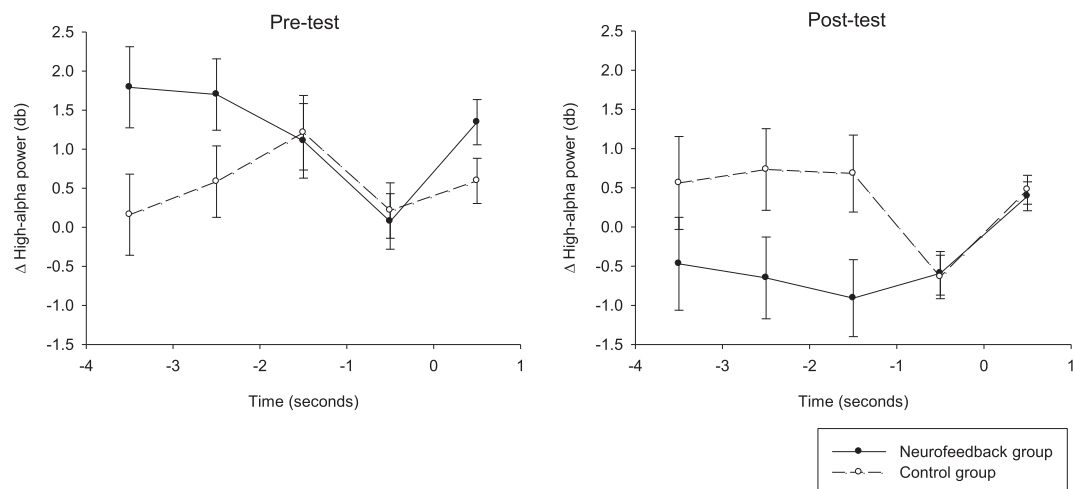 Pre-test
2.5
2.0
1.5
1.0
0.5
0.0
-0.5
-1.0
-1.5
Δ High-alpha power (db)
-4 -3 -2 -1 0 1
Time (seconds)
Post-test
2.5
2.0
1.5
1.0
0.5
0.0
-0.5
-1.0
-1.5
Δ High-alpha power (db)
-4 -3 -2 -1 0 1
Time (seconds)
Neurofeedback group
Control group